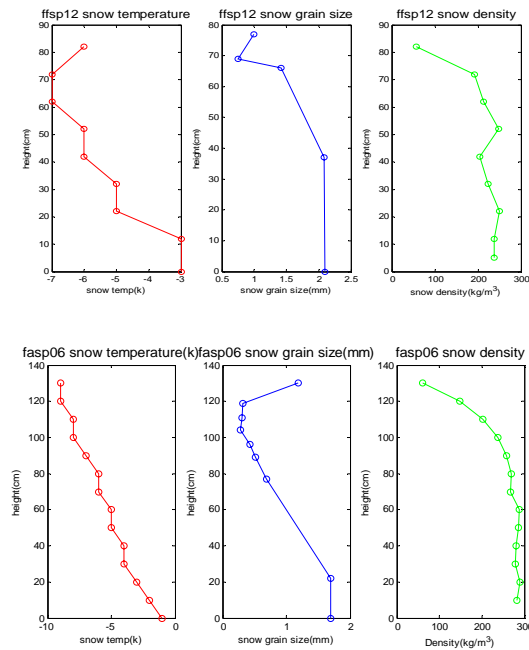 ffsp12 snow temperature
90
80
70
60
50
40
30
20
10
0
height(cm)
-7 -6 -5 -4 -3
snow temp(k)
ffsp12 snow grain size
80
70
60
50
40
30
20
10
0
height(cm)
0.5 1 1.5 2 2.5
snow grain size(mm)
ffsp12 snow density
90
80
70
60
50
40
30
20
10
0
height(cm)
0 100 200 300
snow density(kg/m³)
fasp06 snow temperature(k)
140
120
100
80
60
40
20
0
height(cm)
-10 -5 0
snow temp(k)
fasp06 snow grain size(mm)
140
120
100
80
60
40
20
0
height(cm)
0 1 2
snow grain size(mm)
fasp06 snow density
140
120
100
80
60
40
20
0
height(cm)
0 100 200 300
Density(kg/m³)